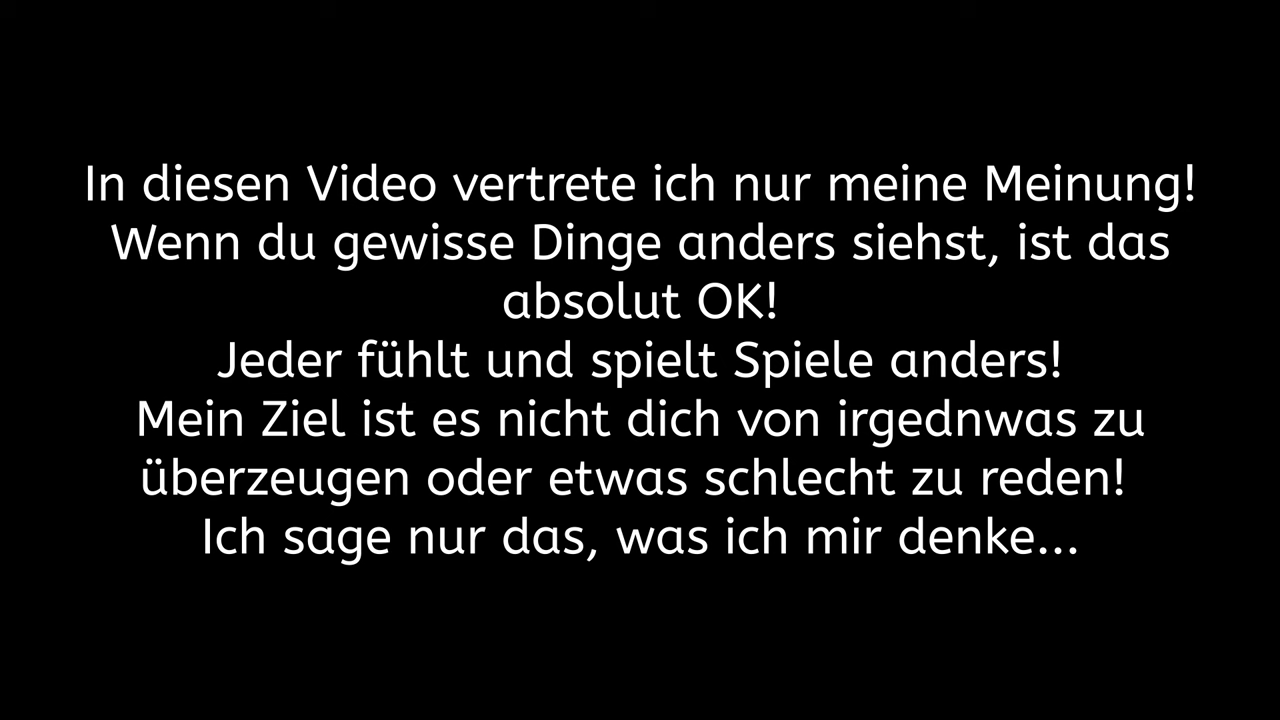 In diesen Video vertrete ich nur meine Meinung!
Wenn du gewisse Dinge anders siehst, ist das
absolut OK!
Jeder fühlt und spielt Spiele anders!
Mein Ziel ist es nicht dich von irgednwas zu
überzeugen oder etwas schlecht zu reden!
Ich sage nur das, was ich mir denke...